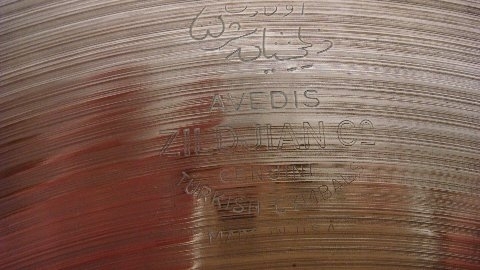 AVEDIS
ZILDJIAN Co
GENUINE
TURKISH CYMBALS
MADE IN U.S.A.